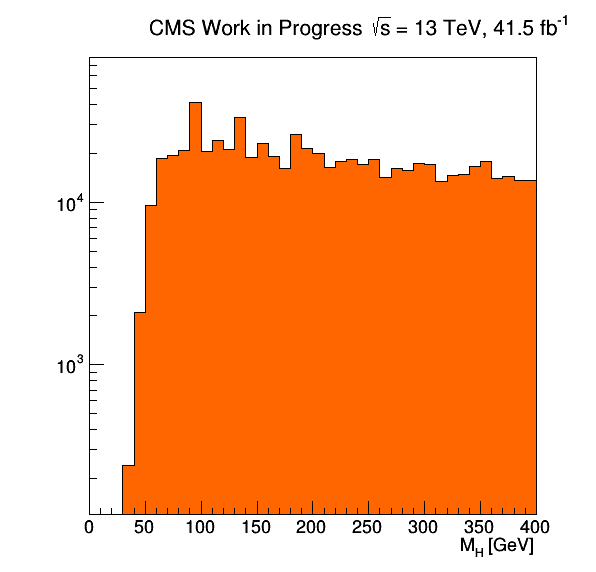 CMS Work in Progress √s = 13 TeV, 41.5 fb⁻¹
10⁴
10³
0 50 100 150 200 250 300 350 400
M_H [GeV]